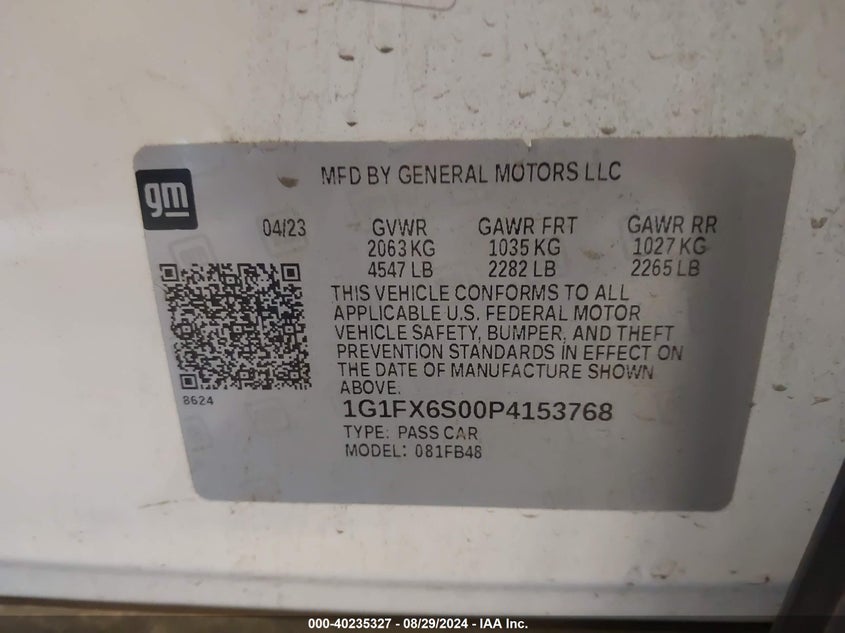 gm
MFD BY GENERAL MOTORS LLC
04/23 GVWR GAWR FRT GAWR RR
2063 KG 1035 KG 1027 KG
4547 LB 2282 LB 2265 LB
THIS VEHICLE CONFORMS TO ALL
APPLICABLE U.S. FEDERAL MOTOR
VEHICLE SAFETY, BUMPER, AND THEFT
PREVENTION STANDARDS IN EFFECT ON
THE DATE OF MANUFACTURE SHOWN
ABOVE.
8624
1G1FX6S00P4153768
TYPE: PASS CAR
MODEL: 081FB48
000-40235327 - 08/29/2024 - IAA Inc.